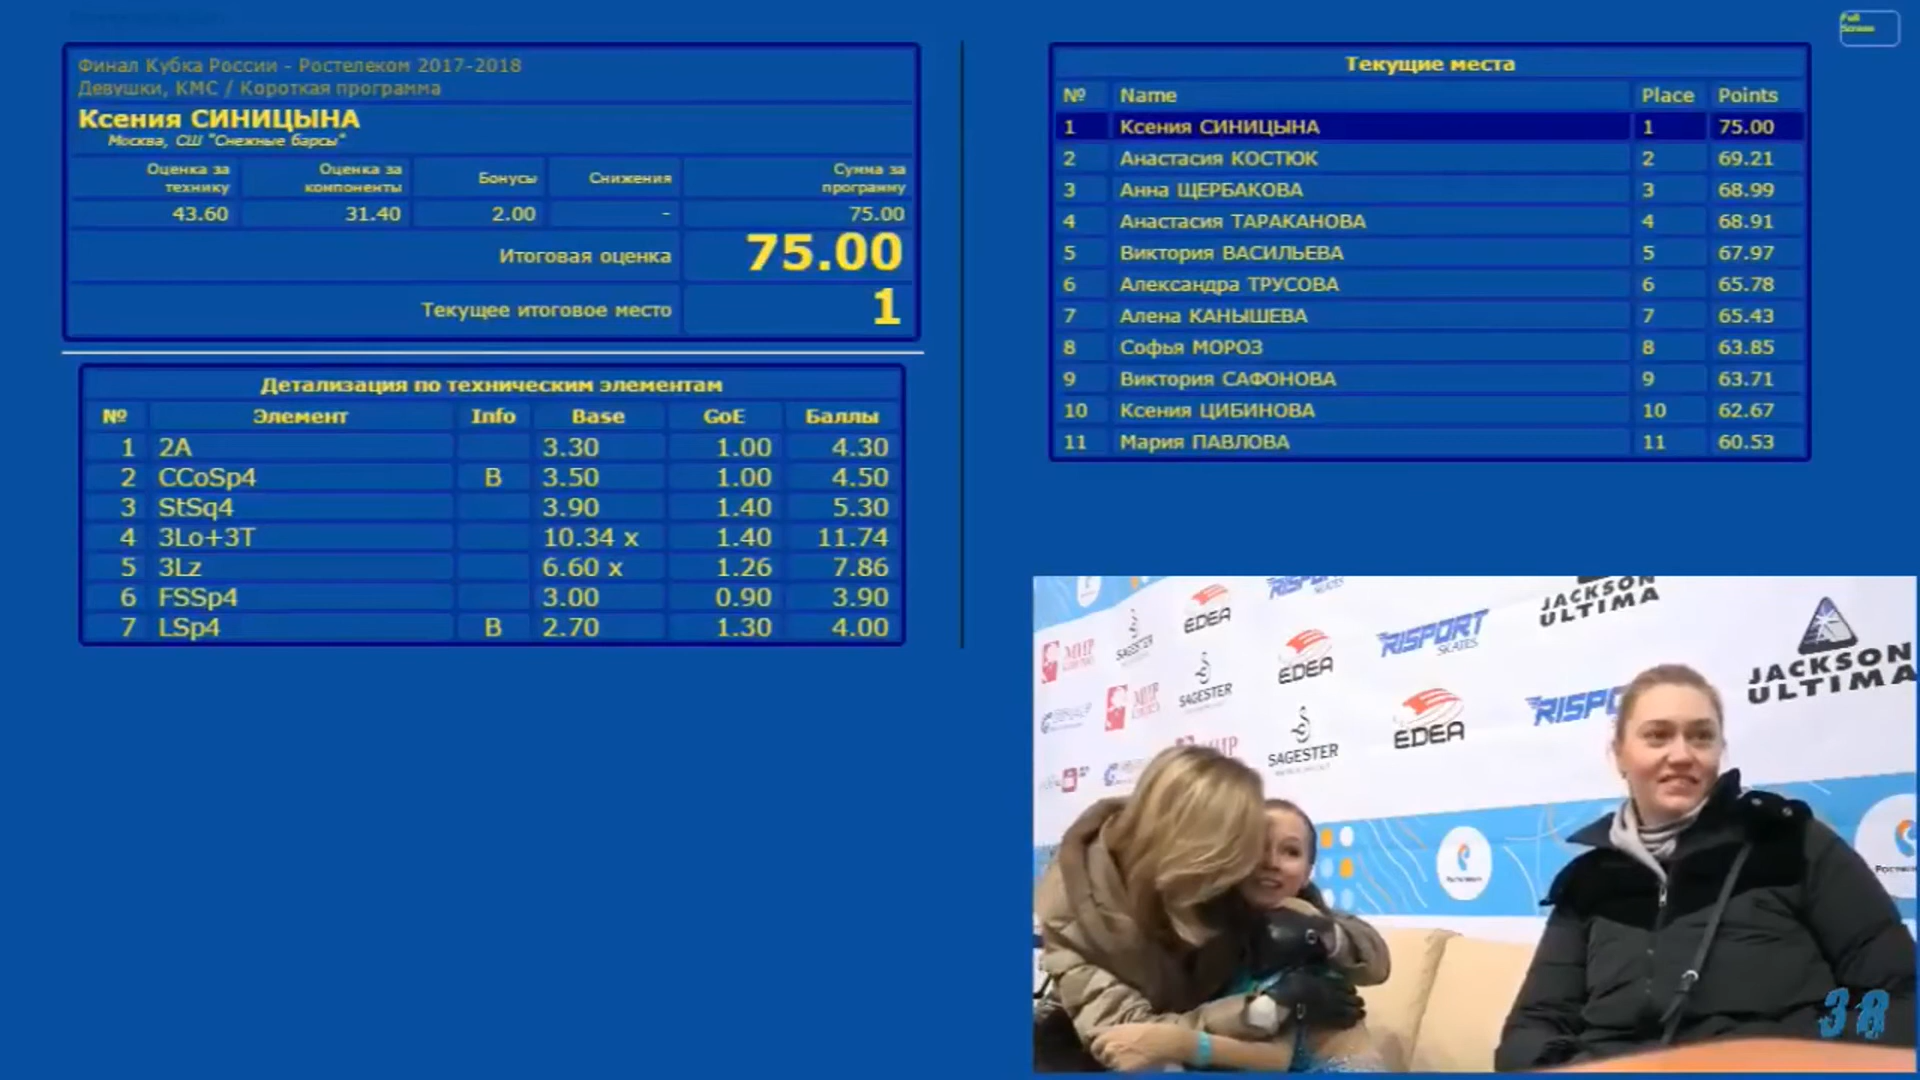 Full Screen
Финал Кубка России - Ростелеком 2017-2018
Девушки, КМС / Короткая программа
Ксения СИНИЦЫНА
Москва, СШ "Снежные барсы"
Оценка за технику Оценка за компоненты Бонусы Снижения Сумма за программу
43.60 31.40 2.00 - 75.00
Итоговая оценка 75.00
Текущее итоговое место 1
Детализация по техническим элементам
№ Элемент Info Base GoE Баллы
1 2A 3.30 1.00 4.30
2 CCoSp4 B 3.50 1.00 4.50
3 StSq4 3.90 1.40 5.30
4 3Lo+3T 10.34 x 1.40 11.74
5 3Lz 6.60 x 1.26 7.86
6 FSSp4 3.00 0.90 3.90
7 LSp4 B 2.70 1.30 4.00
Текущие места
№ Name Place Points
1 Ксения СИНИЦЫНА 1 75.00
2 Анастасия КОСТЮК 2 69.21
3 Анна ЩЕРБАКОВА 3 68.99
4 Анастасия ТАРАКАНОВА 4 68.91
5 Виктория ВАСИЛЬЕВА 5 67.97
6 Александра ТРУСОВА 6 65.78
7 Алена КАНЫШЕВА 7 65.43
8 Софья МОРОЗ 8 63.85
9 Виктория САФОНОВА 9 63.71
10 Ксения ЦИБИНОВА 10 62.67
11 Мария ПАВЛОВА 11 60.53
EDEA
JACKSON
ULTIMA
МИР
SAGESTER
EDEA
RISPORT
SKATES
JACKSON
ULTIMA
МИР
SAGESTER
EDEA
МИР
SAGESTER
38